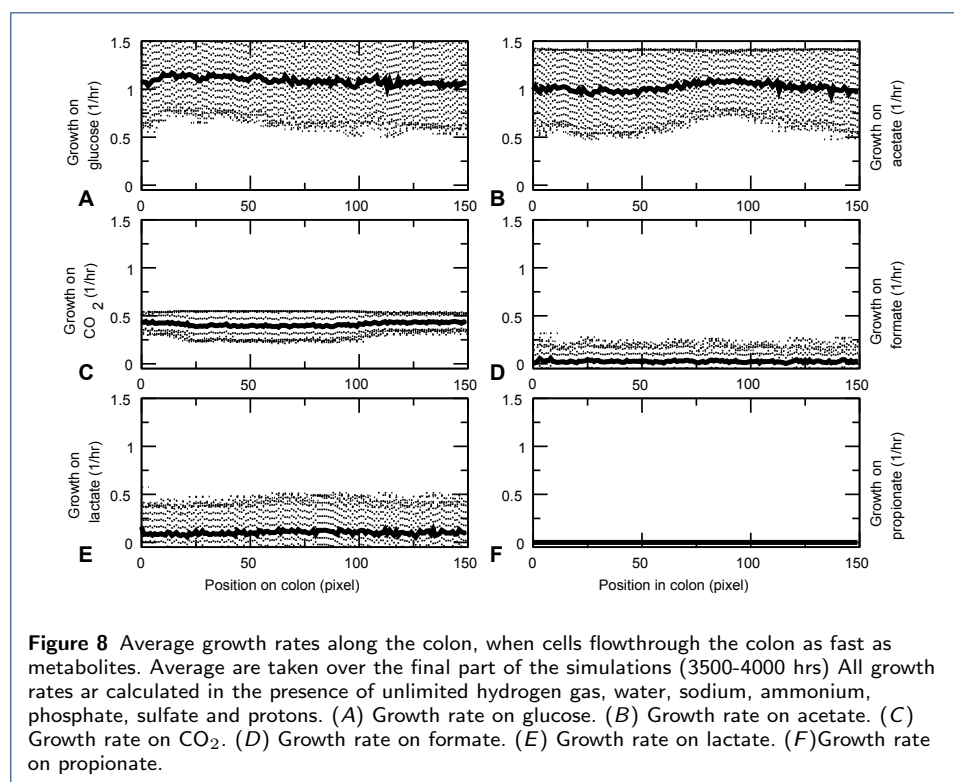 1.5
1
0.5
0
Growth on
glucose (1/hr)
A
0
50
100
150
1.5
1
0.5
0
Growth on
acetate (1/hr)
B
0
50
100
150
1.5
1
0.5
0
Growth on
CO 2 (1/hr)
C
0
50
100
150
1.5
1
0.5
0
Growth on
formate (1/hr)
D
0
50
100
150
1.5
1
0.5
0
Growth on
lactate (1/hr)
E
0
50
100
150
Position on colon (pixel)
1.5
1
0.5
0
Growth on
propionate (1/hr)
F
0
50
100
150
Position in colon (pixel)
Figure 8 Average growth rates along the colon, when cells flowthrough the colon as fast as
metabolites. Average are taken over the final part of the simulations (3500-4000 hrs) All growth
rates ar calculated in the presence of unlimited hydrogen gas, water, sodium, ammonium,
phosphate, sulfate and protons. (A) Growth rate on glucose. (B) Growth rate on acetate. (C)
Growth rate on CO2. (D) Growth rate on formate. (E) Growth rate on lactate. (F)Growth rate
on propionate.